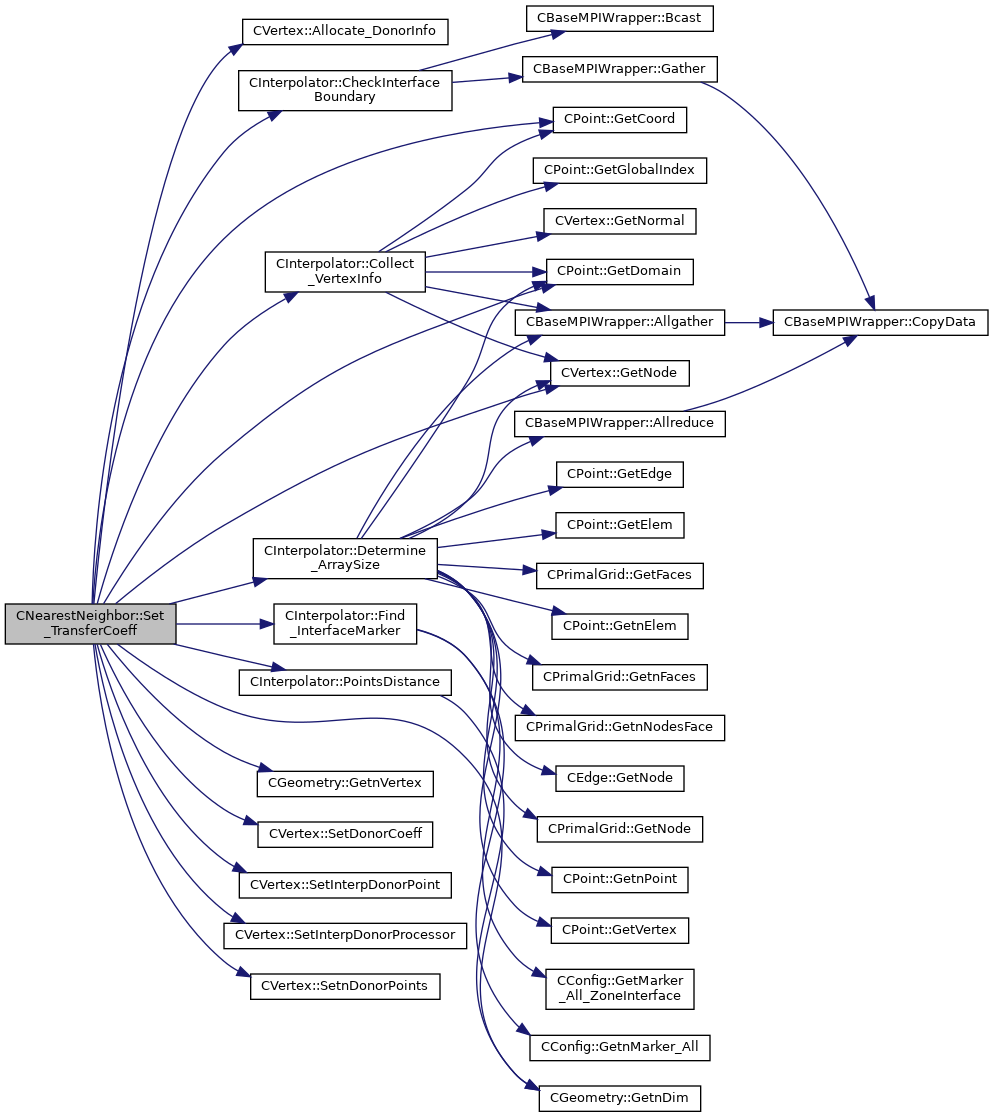 CVertex::Allocate_DonorInfo
CInterpolator::CheckInterface
Boundary
CBaseMPIWrapper::Bcast
CBaseMPIWrapper::Gather
CPoint::GetCoord
CPoint::GetGlobalIndex
CVertex::GetNormal
CInterpolator::Collect
_VertexInfo
CPoint::GetDomain
CBaseMPIWrapper::Allgather
CBaseMPIWrapper::CopyData
CVertex::GetNode
CBaseMPIWrapper::Allreduce
CPoint::GetEdge
CPoint::GetElem
CInterpolator::Determine
_ArraySize
CPrimalGrid::GetFaces
CNearestNeighbor::Set
_TransferCoeff
CInterpolator::Find
_InterfaceMarker
CPoint::GetnElem
CInterpolator::PointsDistance
CPrimalGrid::GetnFaces
CPrimalGrid::GetnNodesFace
CGeometry::GetnVertex
CEdge::GetNode
CVertex::SetDonorCoeff
CPrimalGrid::GetNode
CVertex::SetInterpDonorPoint
CPoint::GetnPoint
CVertex::SetInterpDonorProcessor
CPoint::GetVertex
CVertex::SetnDonorPoints
CConfig::GetMarker
_All_ZoneInterface
CConfig::GetnMarker_All
CGeometry::GetnDim